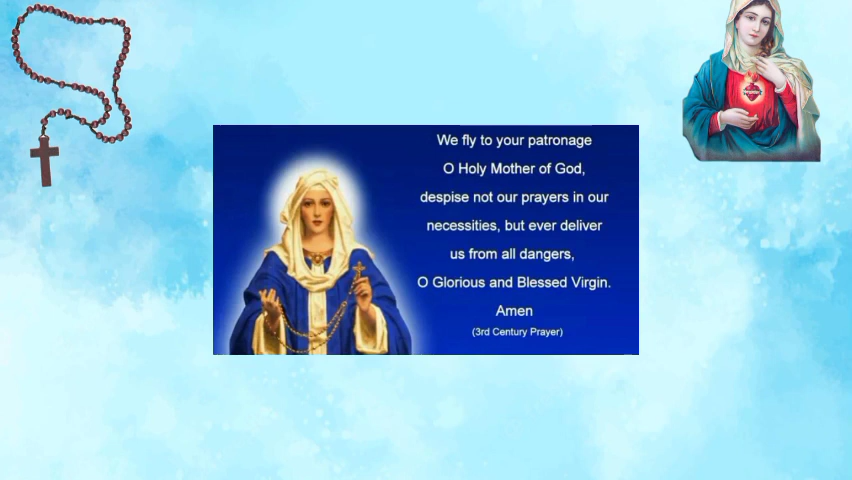 We fly to your patronage
O Holy Mother of God,
despise not our prayers in our
necessities, but ever deliver
us from all dangers,
O Glorious and Blessed Virgin.
Amen
(3rd Century Prayer)